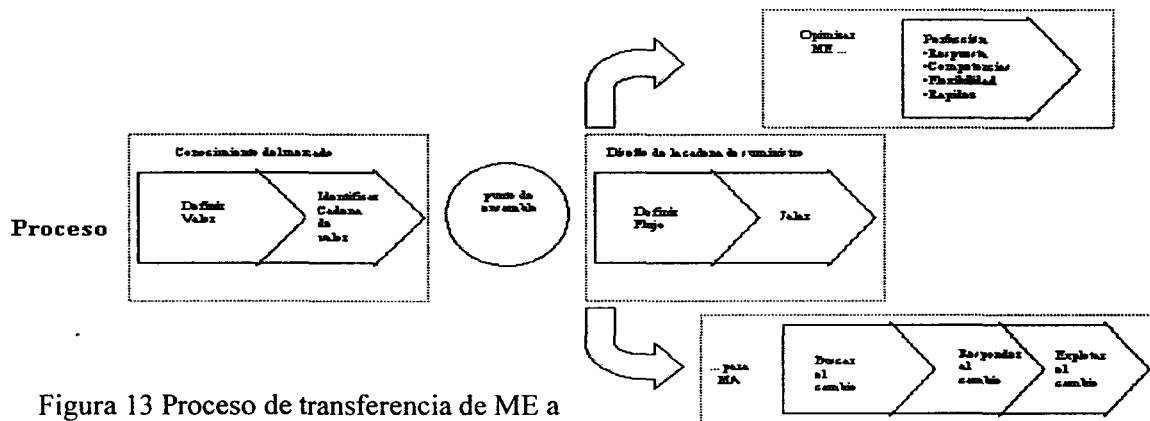 Optimizar
ME ...
Perfección
•Respuesta
•Competencias
•Flexibilidad
•Rapidez
Conocimiento del mercado
Definir
Valor
Identificar
Cadena
de
valor
punto de
ensamble
Diseño de la cadena de suministro
Definir
Flujo
Jalar
Proceso
... para
MA
Buscar
el
cambio
Responder
al
cambio
Explotar
el
cambio
Figura 13 Proceso de transferencia de ME a